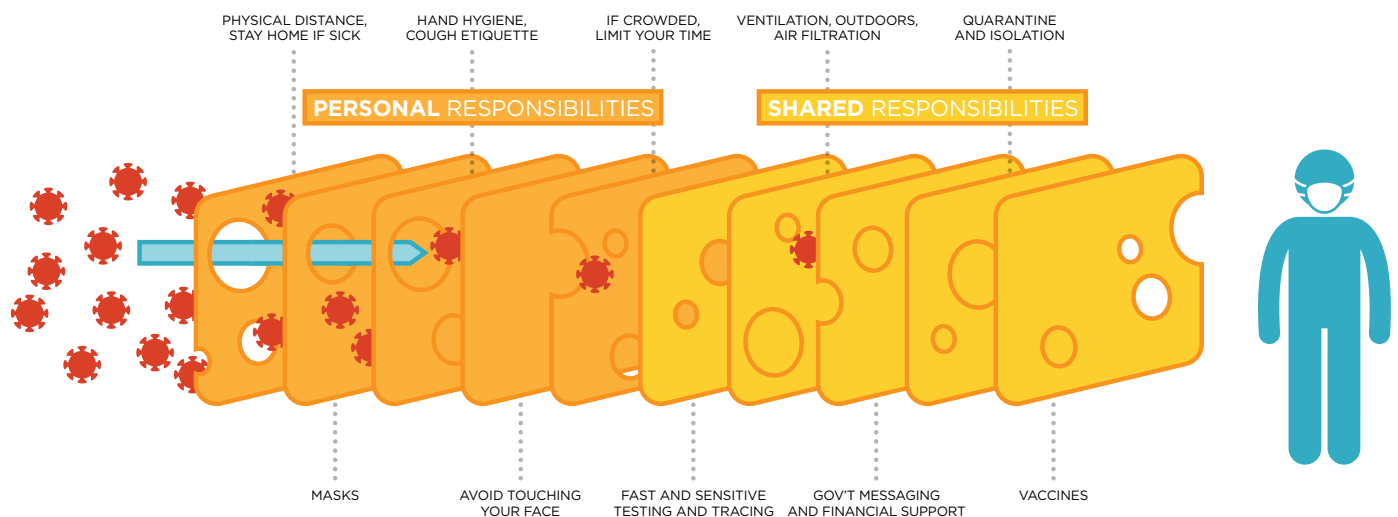 PHYSICAL DISTANCE,
STAY HOME IF SICK
HAND HYGIENE,
COUGH ETIQUETTE
IF CROWDED,
LIMIT YOUR TIME
VENTILATION, OUTDOORS,
AIR FILTRATION
QUARANTINE
AND ISOLATION
PERSONAL RESPONSIBILITIES
SHARED RESPONSIBILITIES
MASKS
AVOID TOUCHING
YOUR FACE
FAST AND SENSITIVE
TESTING AND TRACING
GOV'T MESSAGING
AND FINANCIAL SUPPORT
VACCINES